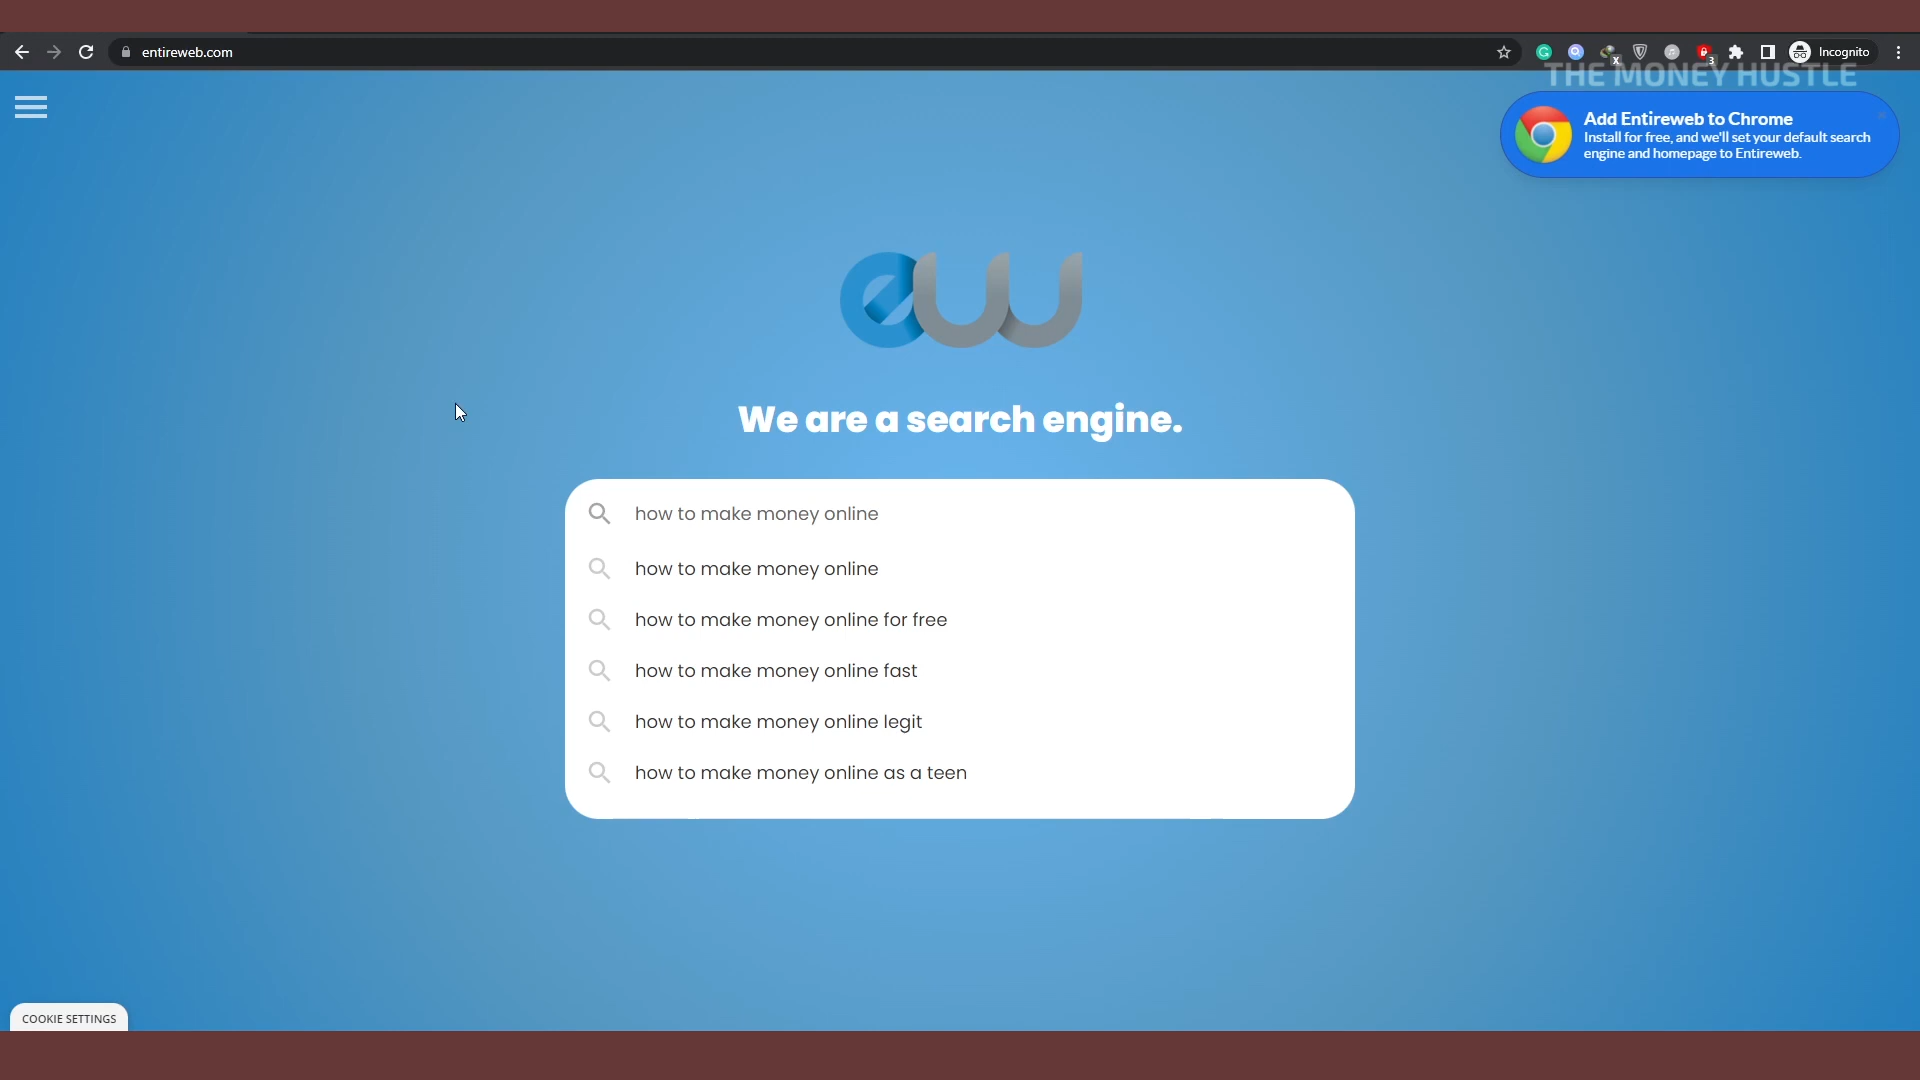 entireweb.com
X
3
Incognito
THE MONEY HUSTLE
Add Entireweb to Chrome
Install for free, and we'll set your default search
engine and homepage to Entireweb.
ew
We are a search engine.
how to make money online
how to make money online
how to make money online for free
how to make money online fast
how to make money online legit
how to make money online as a teen
COOKIE SETTINGS